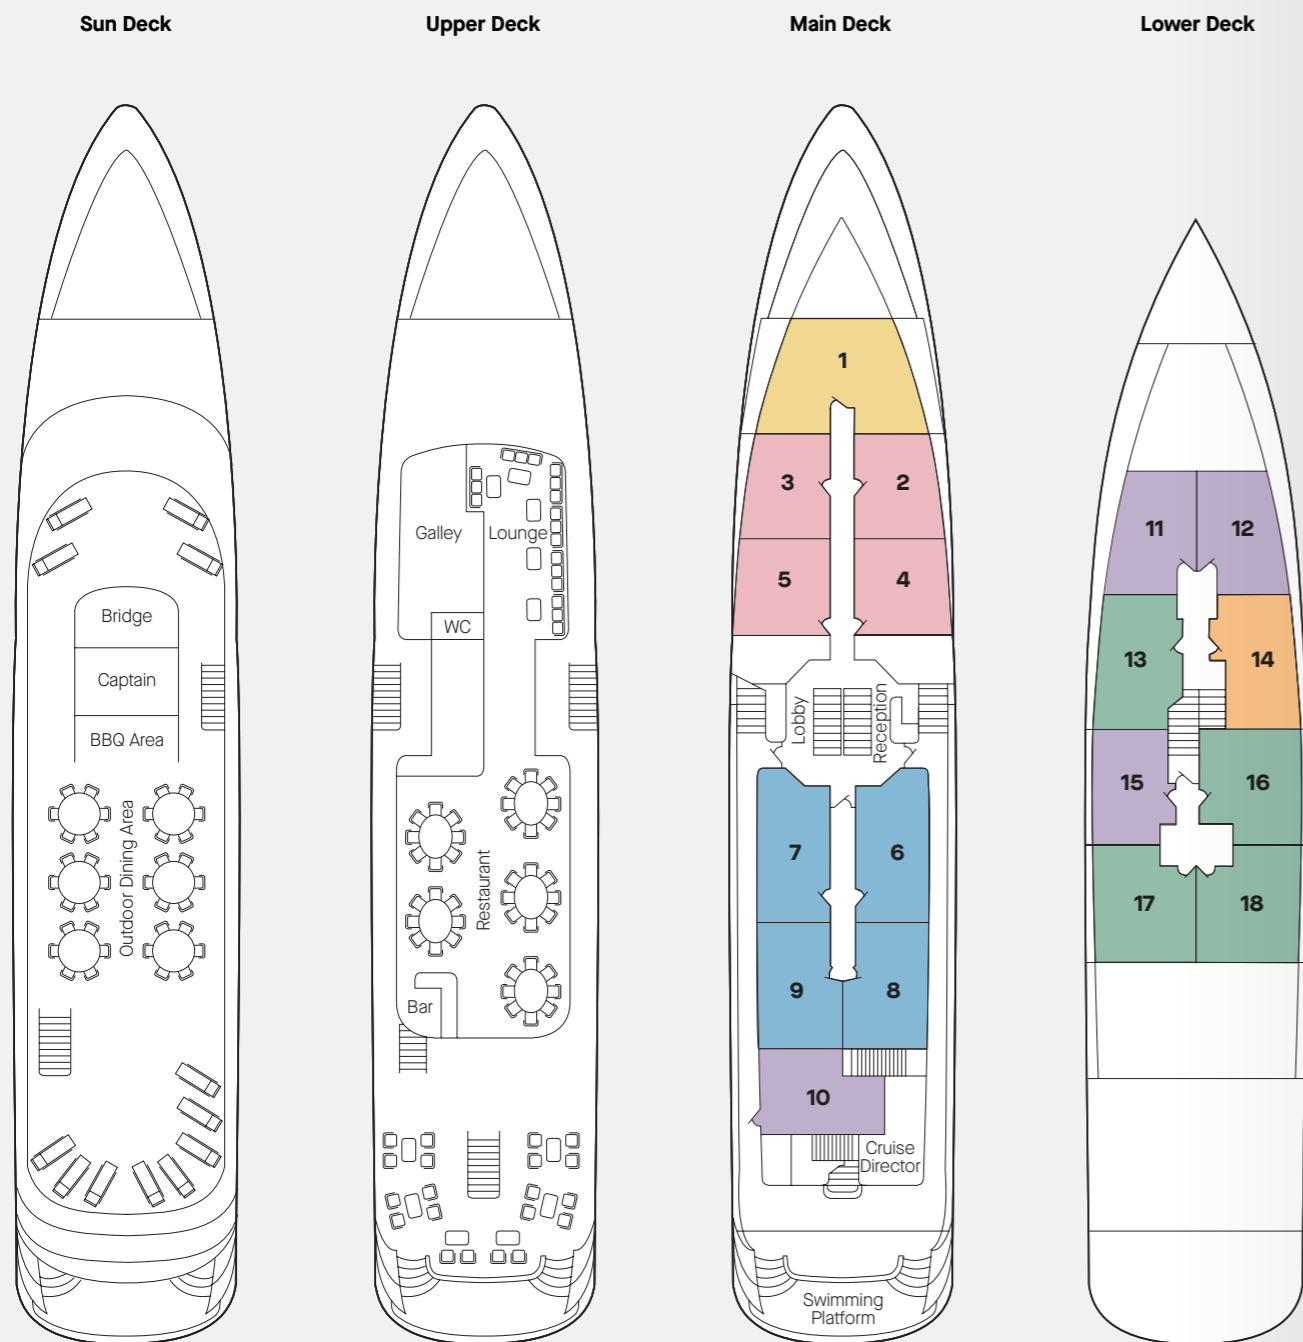 Sun Deck
Upper Deck
Main Deck
Lower Deck
Bridge
Captain
BBQ Area
Outdoor Dining Area
Galley
Lounge
WC
Restaurant
Bar
1
3
2
5
4
Lobby
Reception
7
6
9
8
10
Cruise
Director
Swimming
Platform
11
12
13
14
15
16
17
18